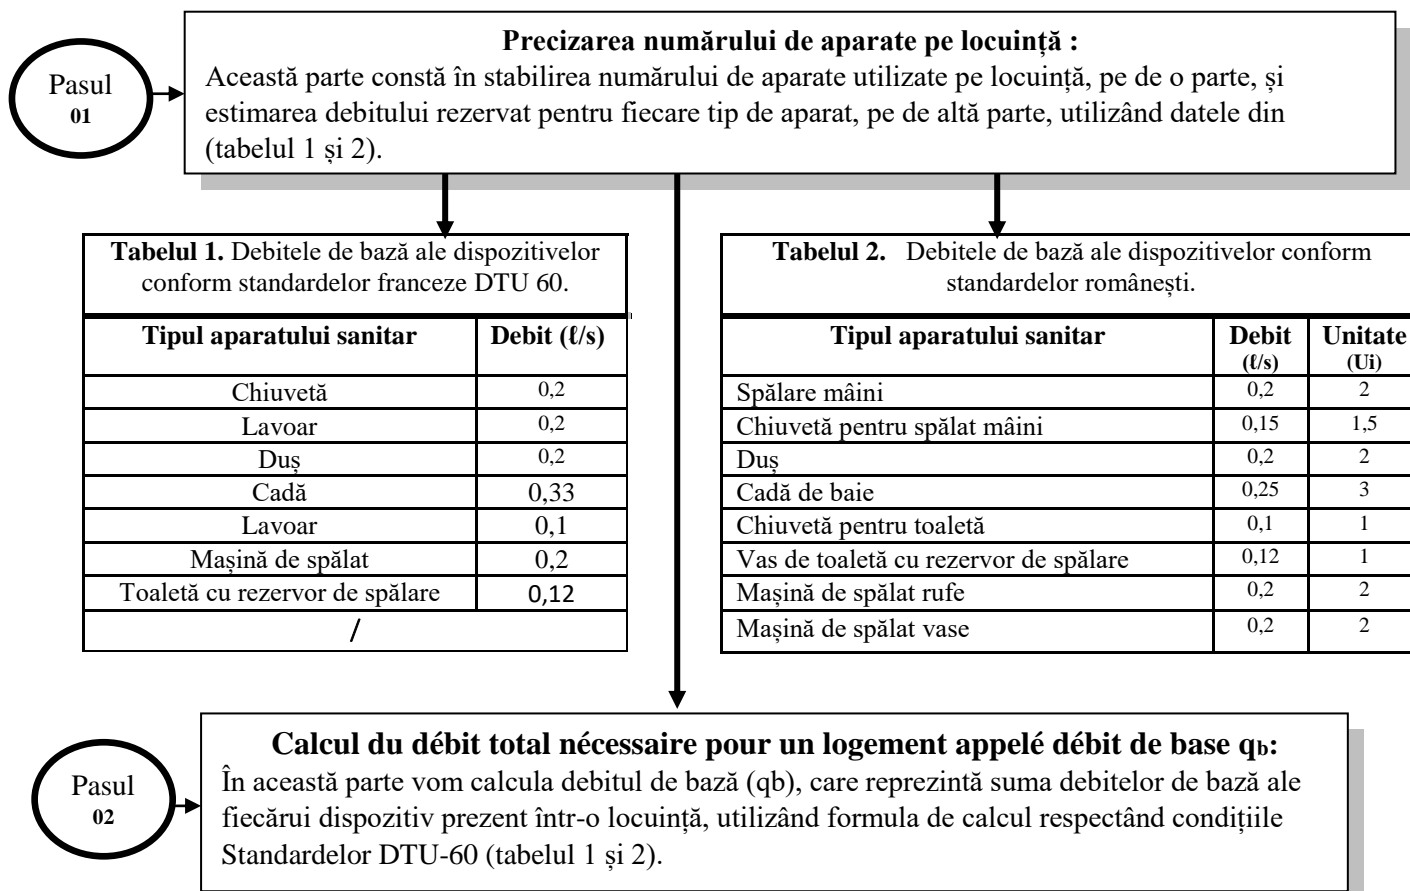 Precizarea numărului de aparate pe locuință :
Pasul
01
Această parte constă în stabilirea numărului de aparate utilizate pe locuință, pe de o parte, și
estimarea debitului rezervat pentru fiecare tip de aparat, pe de altă parte, utilizând datele din
(tabelul 1 și 2).
Tabelul 1. Debitele de bază ale dispozitivelor
conform standardelor franceze DTU 60.
Tipul aparatului sanitar Debit (ℓ/s)
Chiuvetă 0,2
Lavoar 0,2
Duș 0,2
Cadă 0,33
Lavoar 0,1
Mașină de spălat 0,2
Toaletă cu rezervor de spălare 0,12
/
Tabelul 2. Debitele de bază ale dispozitivelor conform
standardelor românești.
Tipul aparatului sanitar Debit Unitate
(ℓ/s) (Ui)
Spălare mâini 0,2 2
Chiuvetă pentru spălat mâini 0,15 1,5
Duș 0,2 2
Cadă de baie 0,25 3
Chiuvetă pentru toaletă 0,1 1
Vas de toaletă cu rezervor de spălare 0,12 1
Mașină de spălat rufe 0,2 2
Mașină de spălat vase 0,2 2
Calcul du débit total nécessaire pour un logement appelé débit de base qb:
Pasul
02
În această parte vom calcula debitul de bază (qb), care reprezintă suma debitelor de bază ale
fiecărui dispozitiv prezent într-o locuință, utilizând formula de calcul respectând condițiile
Standardelor DTU-60 (tabelul 1 și 2).